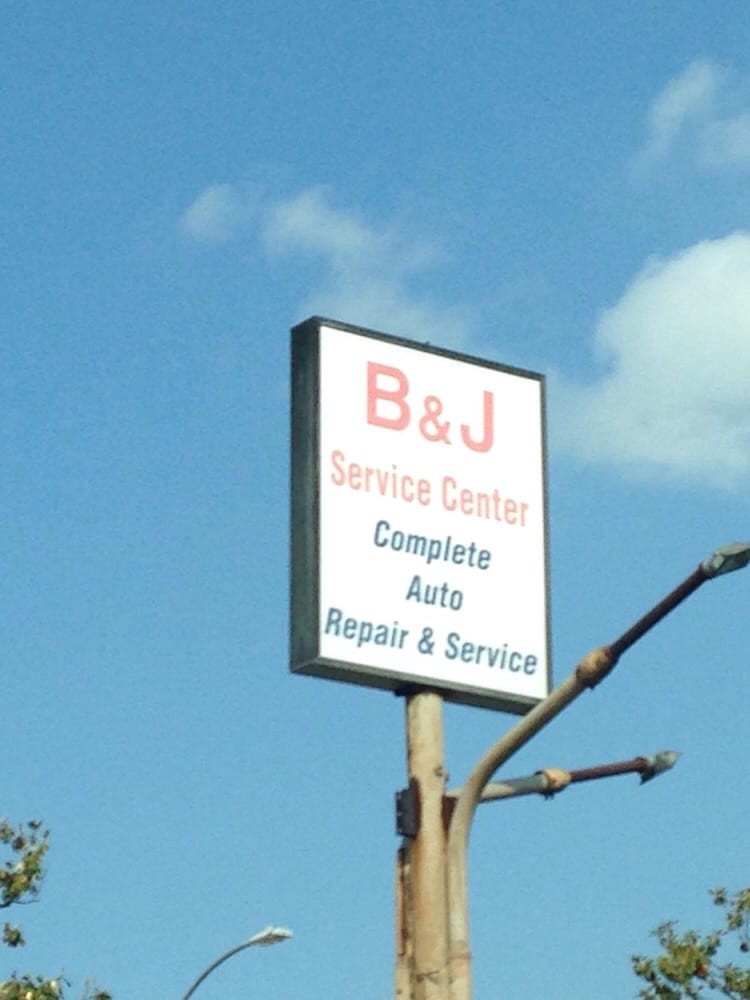 B&J
Service Center
Complete
Auto
Repair & Service